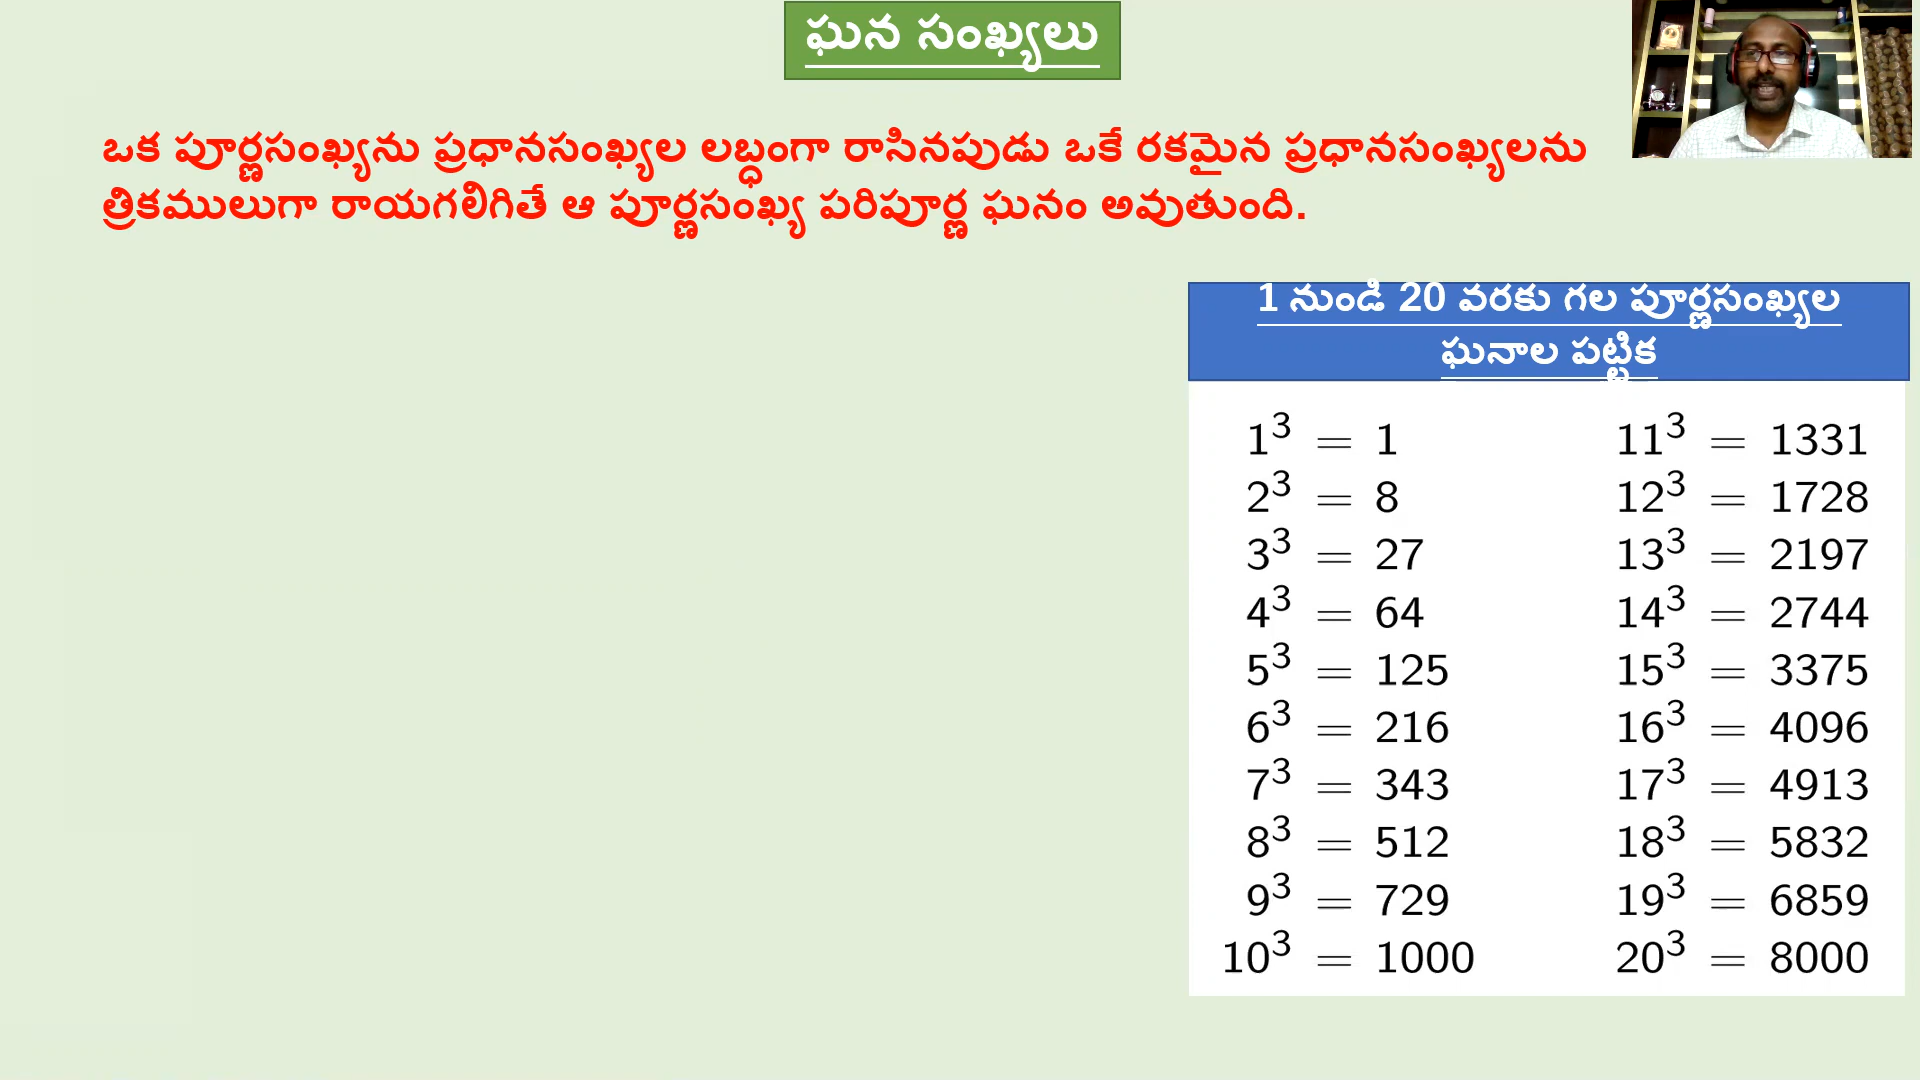 ఘన సంఖ్యలు
ఒక పూర్ణసంఖ్యను ప్రధానసంఖ్యల లబ్ధంగా రాసినపుడు ఒకే రకమైన ప్రధానసంఖ్యలను
త్రికములుగా రాయగలిగితే ఆ పూర్ణసంఖ్య పరిపూర్ణ ఘనం అవుతుంది.
1 నుండి 20 వరకు గల పూర్ణసంఖ్యల
ఘనాల పట్టిక
1³ = 1 11³ = 1331
2³ = 8 12³ = 1728
3³ = 27 13³ = 2197
4³ = 64 14³ = 2744
5³ = 125 15³ = 3375
6³ = 216 16³ = 4096
7³ = 343 17³ = 4913
8³ = 512 18³ = 5832
9³ = 729 19³ = 6859
10³ = 1000 20³ = 8000